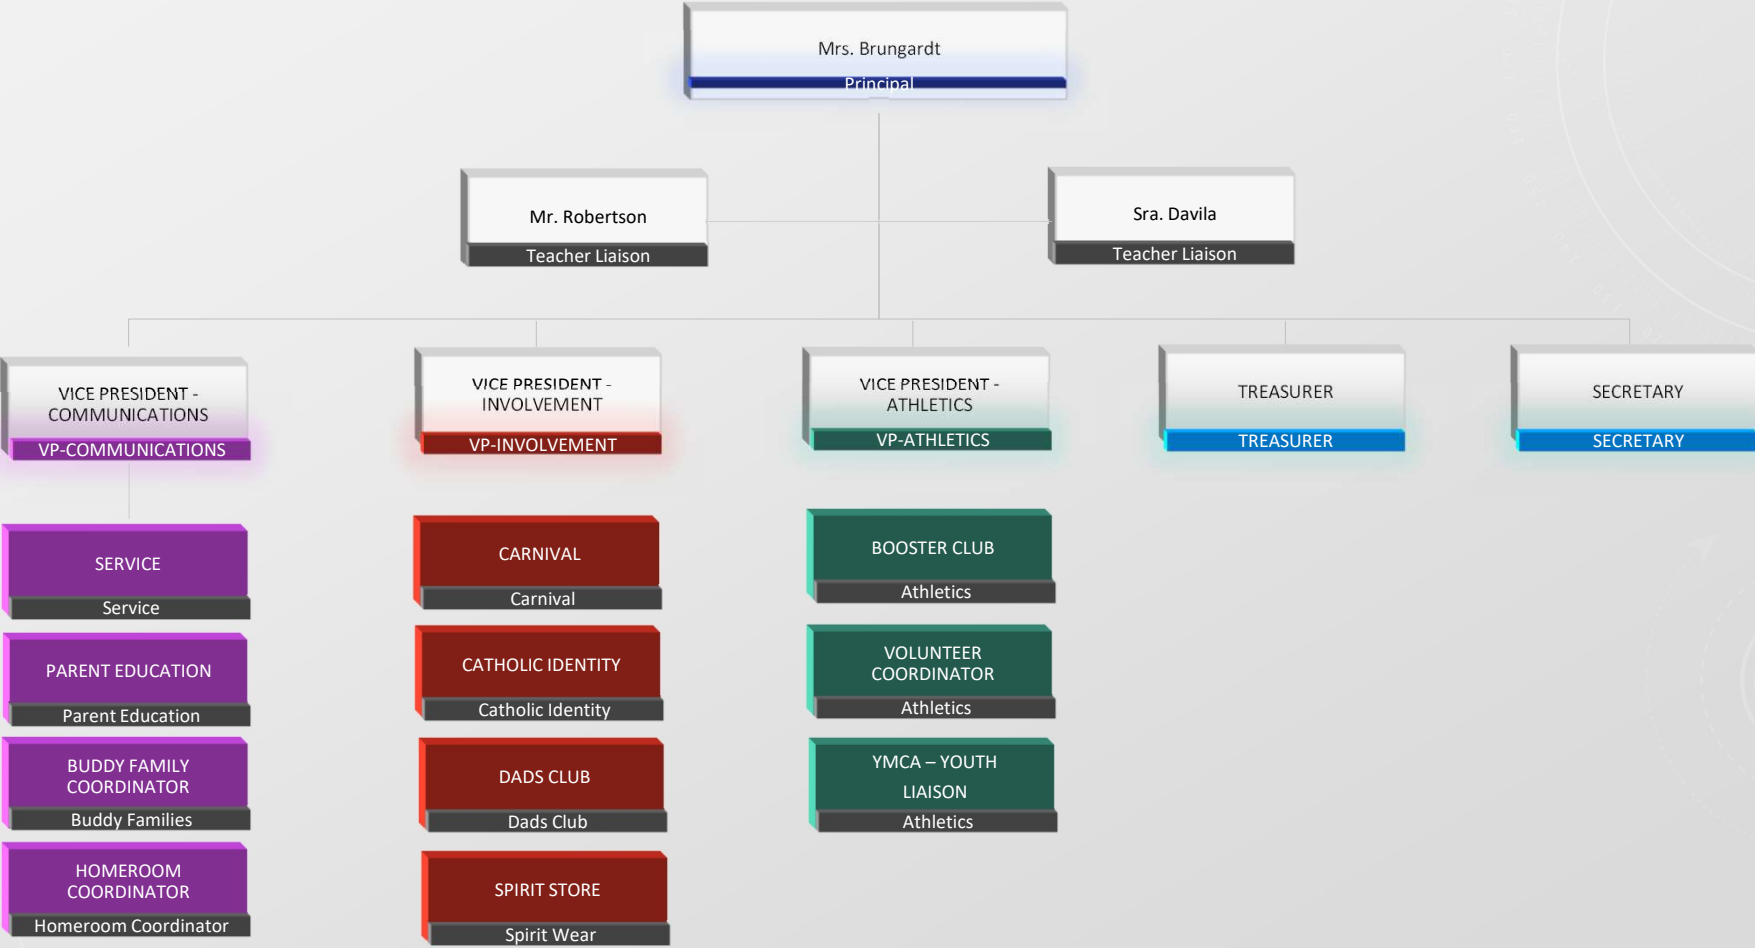 Mrs. Brungardt
Principal
Mr. Robertson
Teacher Liaison
Sra. Davila
Teacher Liaison
VICE PRESIDENT -
COMMUNICATIONS
VP-COMMUNICATIONS
VICE PRESIDENT -
INVOLVEMENT
VP-INVOLVEMENT
VICE PRESIDENT -
ATHLETICS
VP-ATHLETICS
TREASURER
TREASURER
SECRETARY
SECRETARY
SERVICE
Service
PARENT EDUCATION
Parent Education
BUDDY FAMILY
COORDINATOR
Buddy Families
HOMEROOM
COORDINATOR
Homeroom Coordinator
CARNIVAL
Carnival
CATHOLIC IDENTITY
Catholic Identity
DADS CLUB
Dads Club
SPIRIT STORE
Spirit Wear
BOOSTER CLUB
Athletics
VOLUNTEER
COORDINATOR
Athletics
YMCA – YOUTH
LIAISON
Athletics